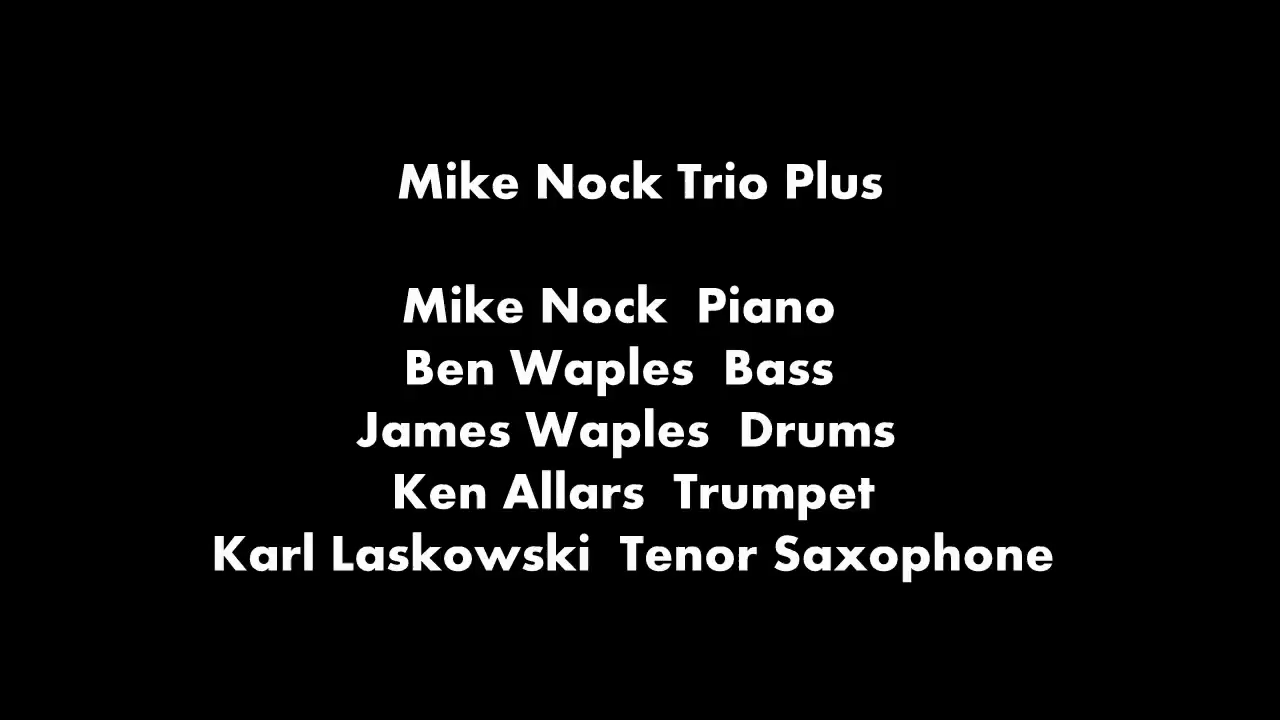 Mike Nock Trio Plus
Mike Nock  Piano
Ben Waples  Bass
James Waples  Drums
Ken Allars  Trumpet
Karl Laskowski  Tenor Saxophone